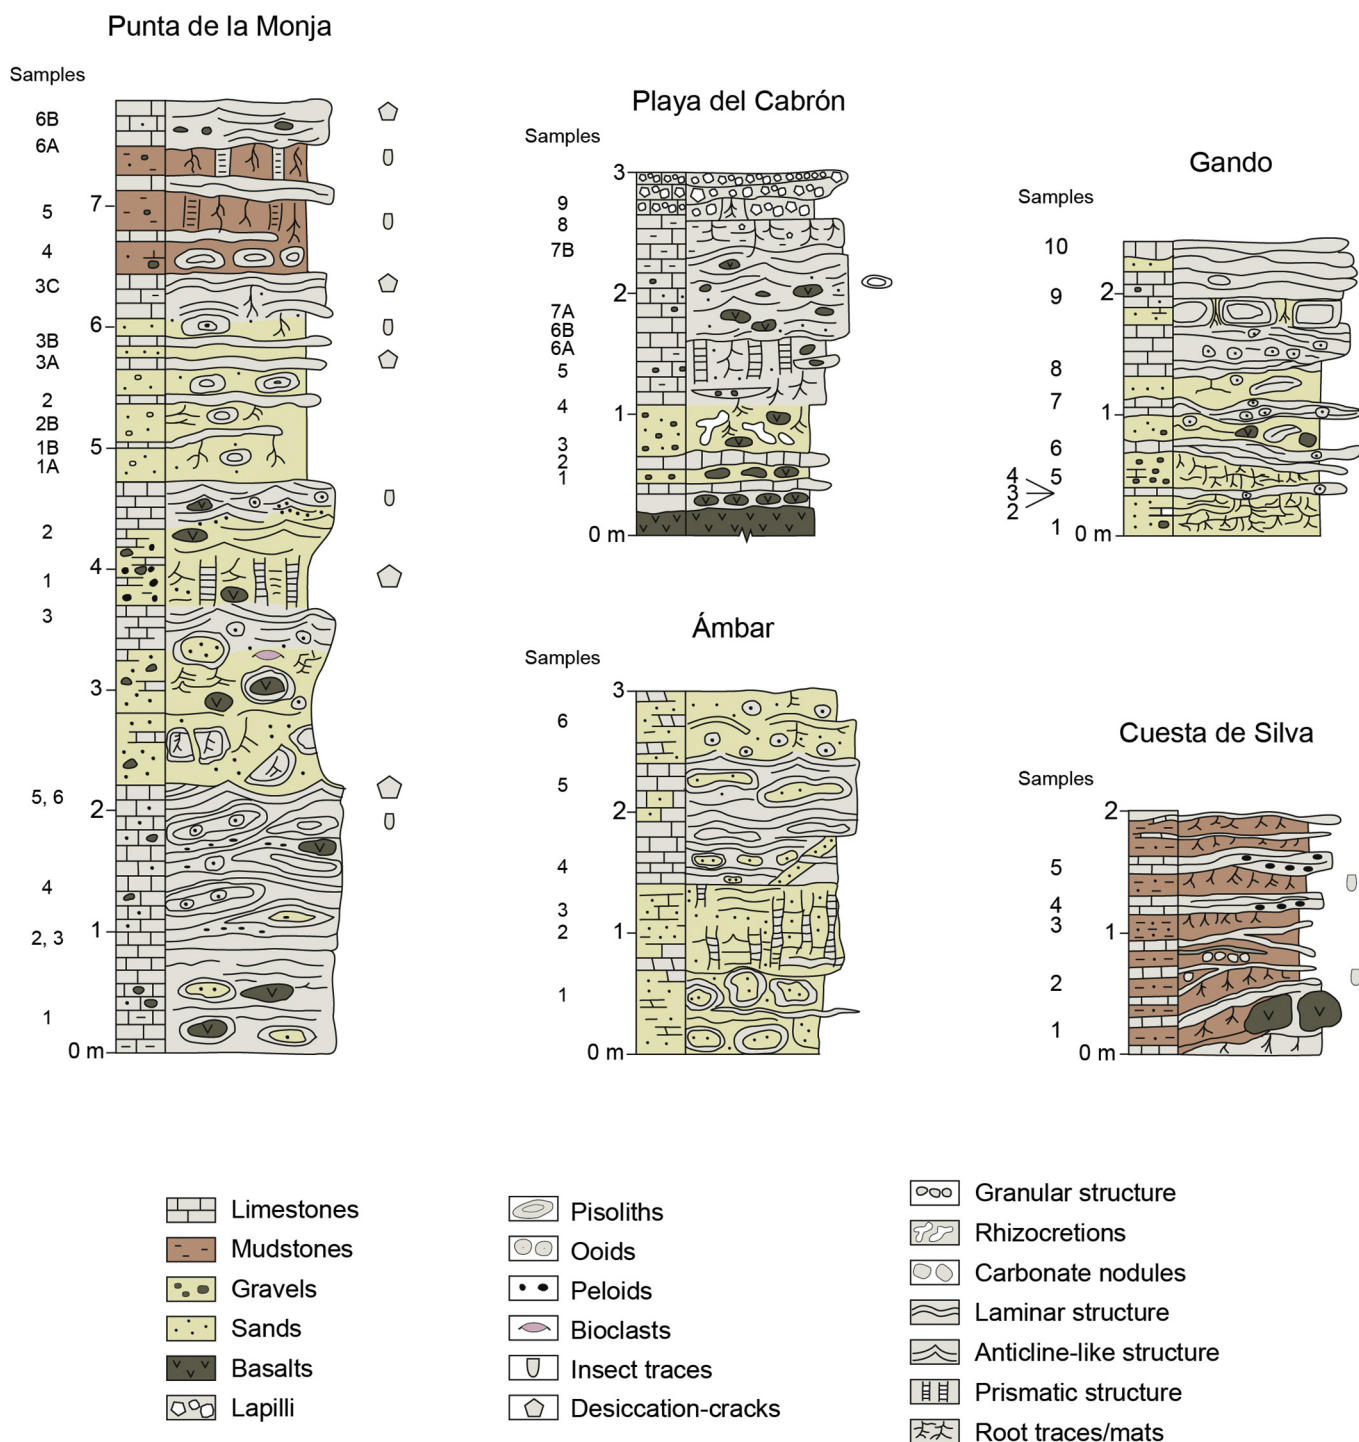 Punta de la Monja
Samples
6B
6A
7
5
4
3C
6
3B
3A
2
2B
5
1B
1A
2
4
1
3
3
5, 6
2
4
1
2, 3
1
0 m
Playa del Cabrón
Samples
3
9
8
7B
2
7A
6B
6A
5
4
1
3
2
1
0 m
Gando
Samples
10
2
9
8
7
1
6
4
5
3
2
1
0 m
Ámbar
Samples
3
6
2
5
4
3
2
1
1
0 m
Cuesta de Silva
Samples
2
5
4
3
1
2
1
0 m
Limestones
Mudstones
Gravels
Sands
Basalts
Lapilli
Pisoliths
Ooids
Peloids
Bioclasts
Insect traces
Desiccation-cracks
Granular structure
Rhizocretions
Carbonate nodules
Laminar structure
Anticline-like structure
Prismatic structure
Root traces/mats